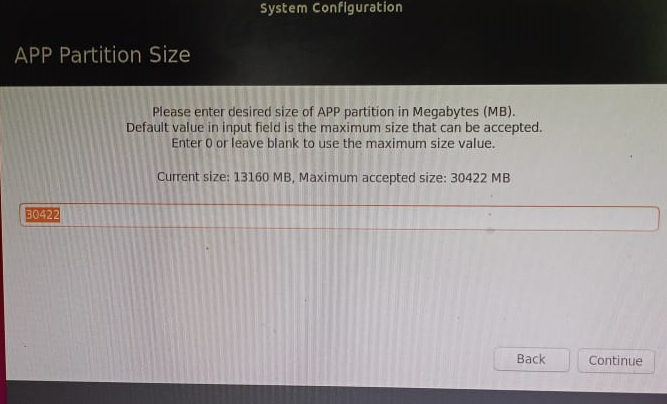 System Configuration
APP Partition Size
Please enter desired size of APP partition in Megabytes (MB).
Default value in input field is the maximum size that can be accepted.
Enter 0 or leave blank to use the maximum size value.
Current size: 13160 MB, Maximum accepted size: 30422 MB
30422
Back
Continue